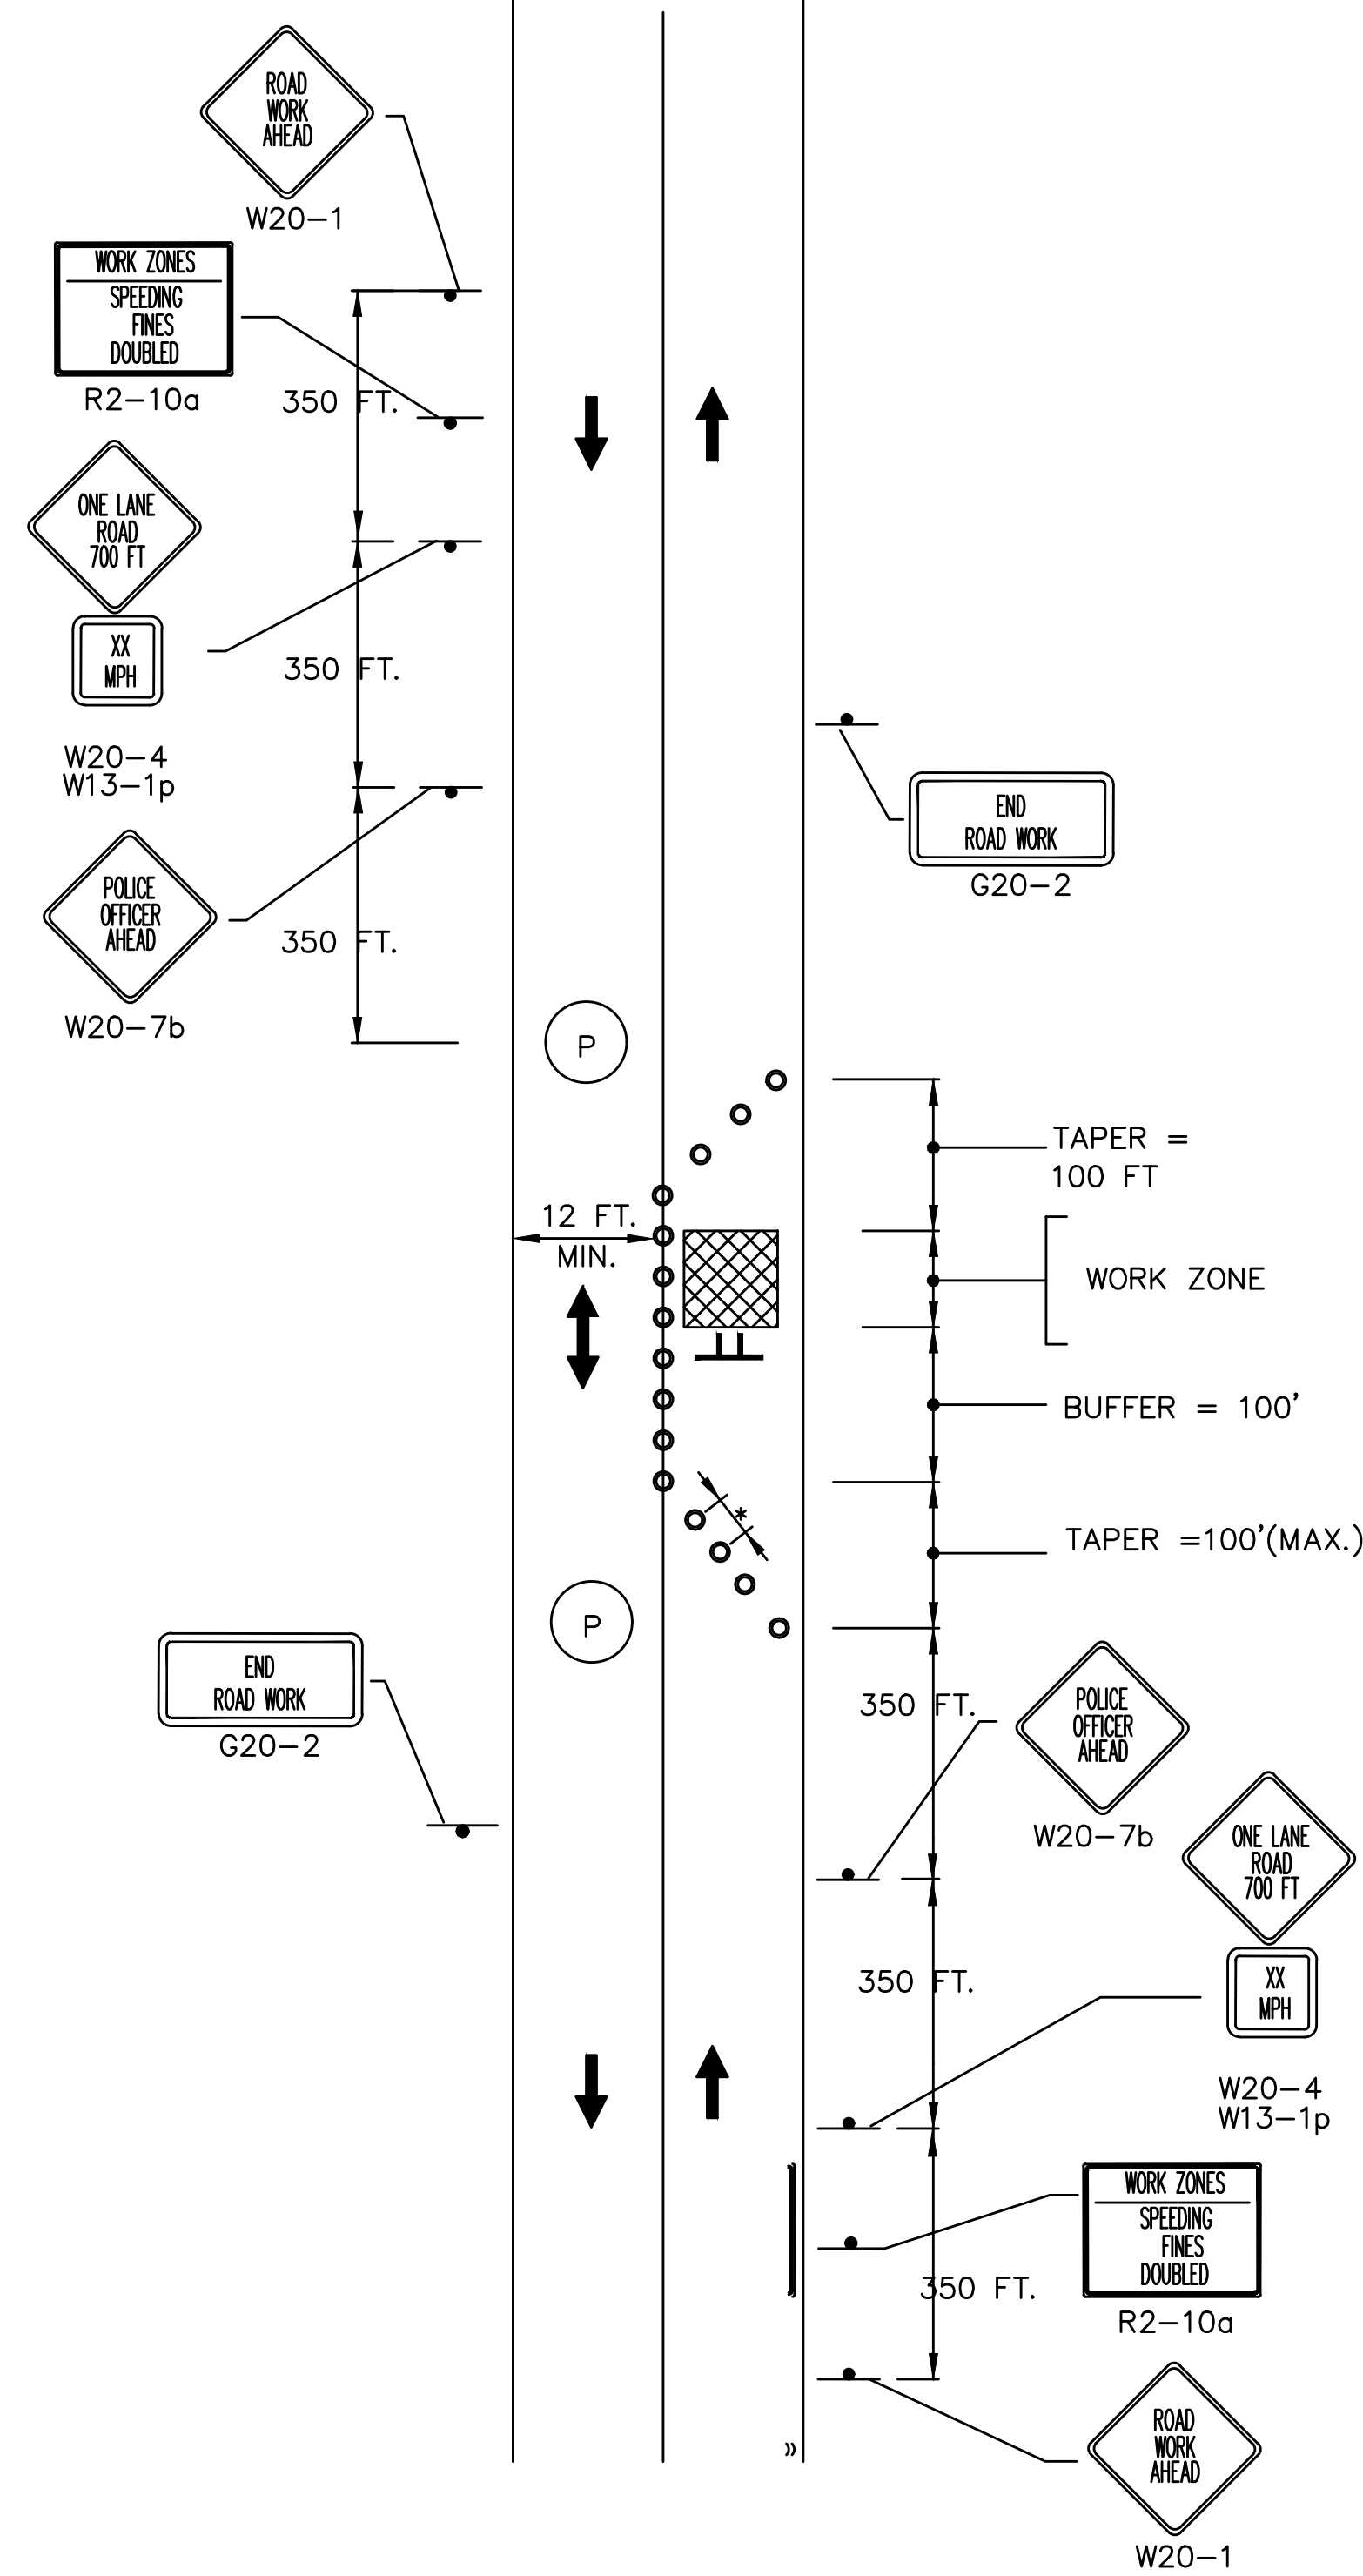 ROAD
WORK
AHEAD
W20-1
WORK ZONES
SPEEDING
FINES
DOUBLED
R2-10a
350 FT.
ONE LANE
ROAD
700 FT
XX
MPH
350 FT.
W20-4
W13-1p
END
ROAD WORK
G20-2
POLICE
OFFICER
AHEAD
350 FT.
W20-7b
P
TAPER =
100 FT
12 FT.
MIN.
WORK ZONE
BUFFER = 100'
*
TAPER =100'(MAX.)
P
END
ROAD WORK
G20-2
350 FT.
POLICE
OFFICER
AHEAD
W20-7b
ONE LANE
ROAD
700 FT
350 FT.
XX
MPH
W20-4
W13-1p
WORK ZONES
SPEEDING
FINES
DOUBLED
350 FT.
R2-10a
ROAD
WORK
AHEAD
W20-1